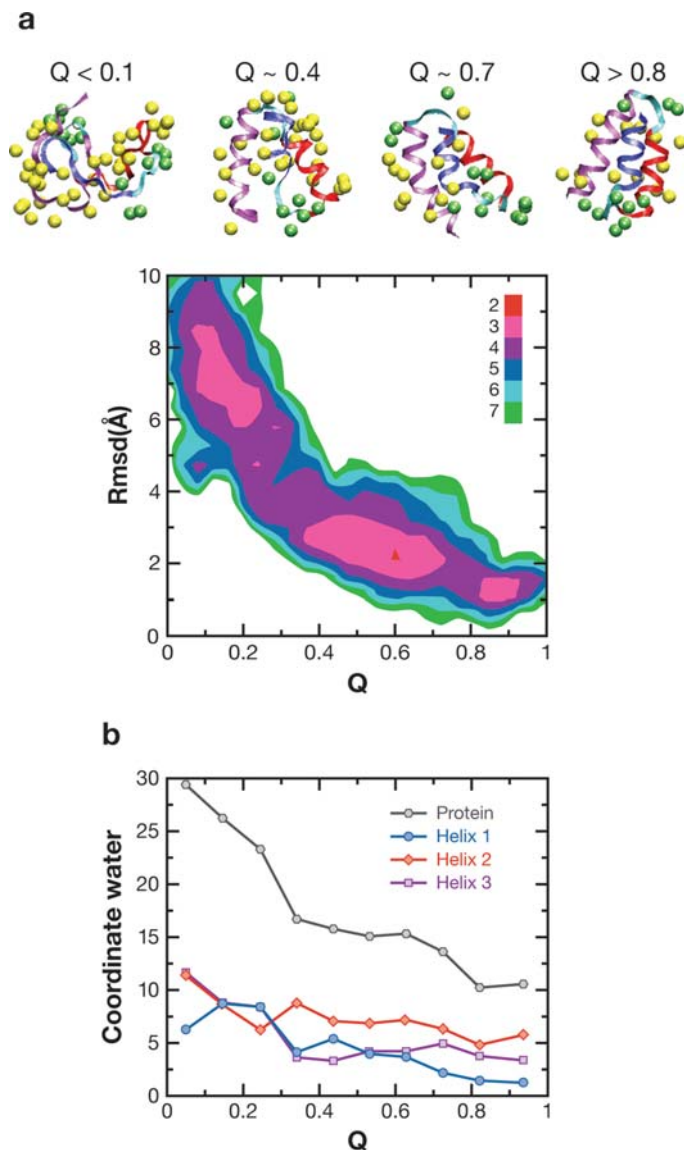 a
Q < 0.1
Q ~ 0.4
Q ~ 0.7
Q > 0.8
10
8
6
4
2
0
Rmsd(Å)
2
3
4
5
6
7
0
0.2
0.4
0.6
0.8
1
Q
b
30
25
20
15
10
5
0
Coordinate water
Protein
Helix 1
Helix 2
Helix 3
0
0.2
0.4
0.6
0.8
1
Q